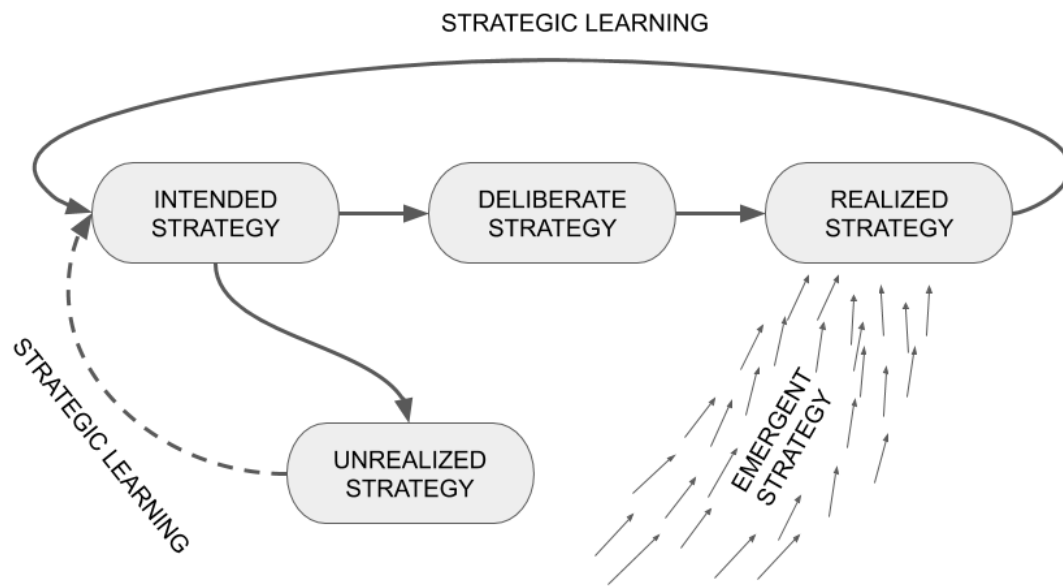 STRATEGIC LEARNING
INTENDED
STRATEGY
DELIBERATE
STRATEGY
REALIZED
STRATEGY
STRATEGIC LEARNING
UNREALIZED
STRATEGY
EMERGENT
STRATEGY